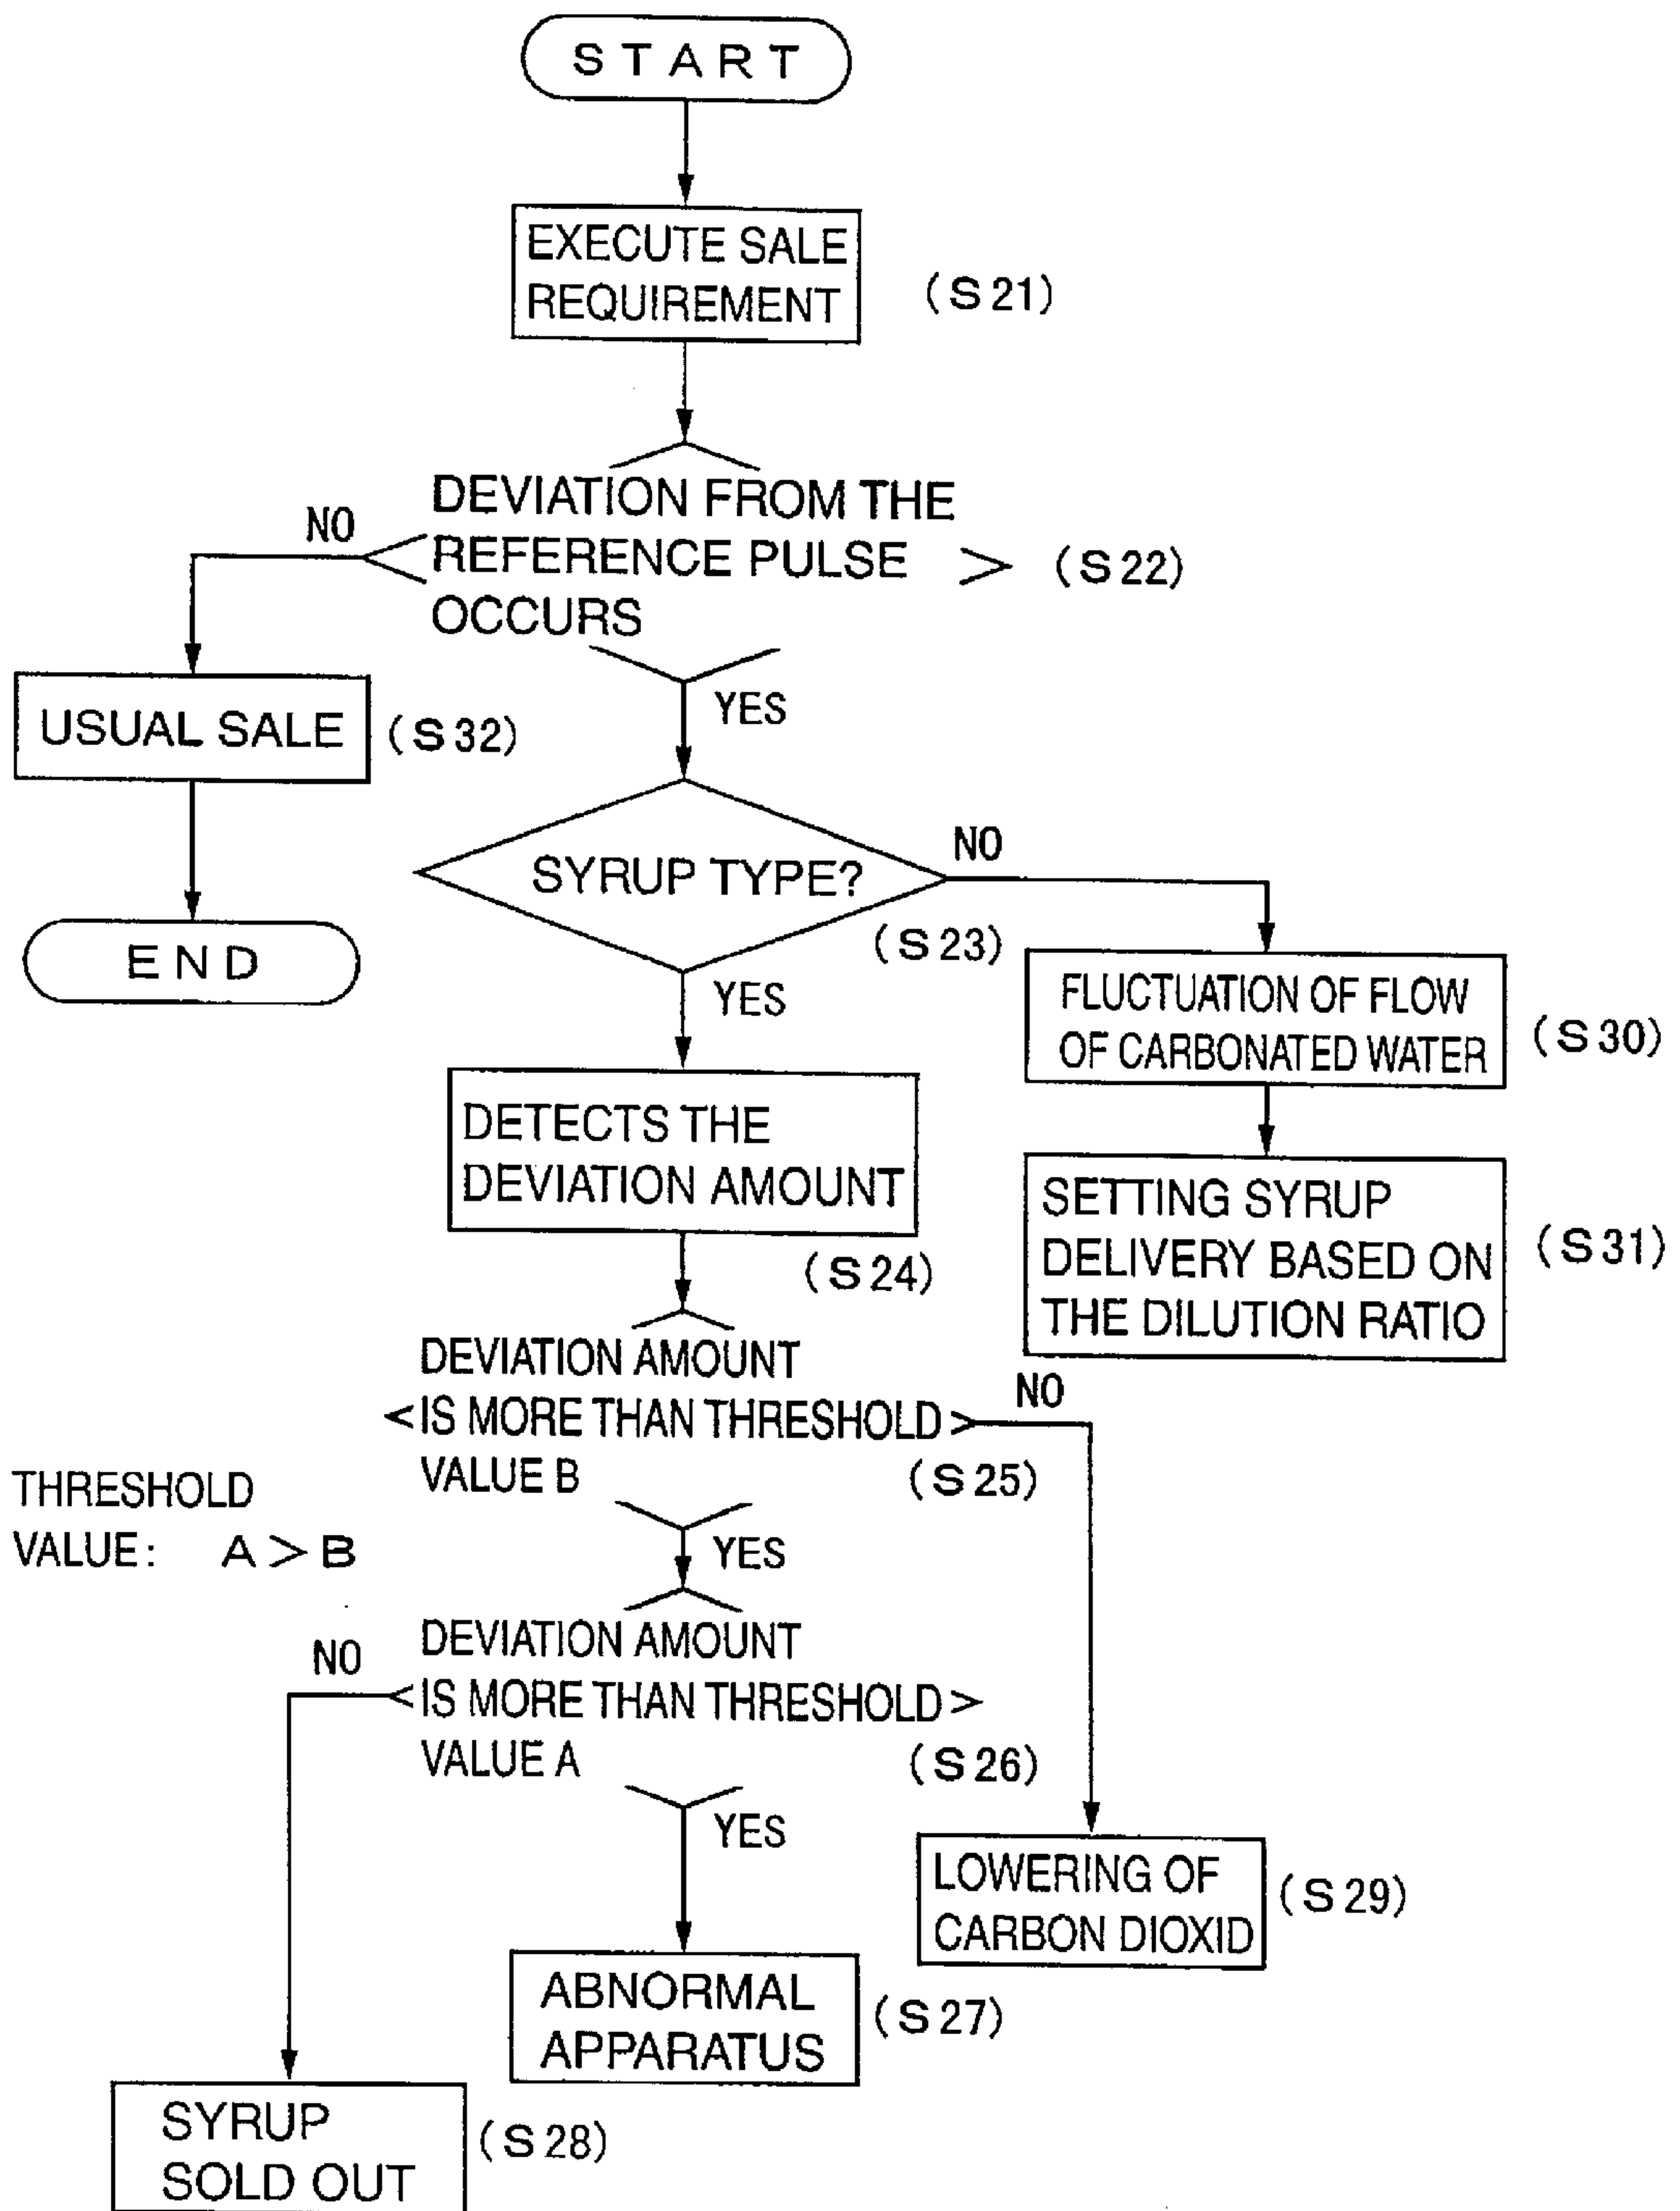 START
EXECUTE SALE
REQUIREMENT
(S21)
DEVIATION FROM THE
REFERENCE PULSE
OCCURS
(S22)
NO
YES
USUAL SALE
(S32)
END
SYRUP TYPE?
(S23)
NO
YES
FLUCTUATION OF FLOW
OF CARBONATED WATER
(S30)
SETTING SYRUP
DELIVERY BASED ON
THE DILUTION RATIO
(S31)
DETECTS THE
DEVIATION AMOUNT
(S24)
DEVIATION AMOUNT
IS MORE THAN THRESHOLD
VALUE B
(S25)
NO
YES
THRESHOLD
VALUE: A>B
DEVIATION AMOUNT
IS MORE THAN THRESHOLD
VALUE A
(S26)
NO
YES
LOWERING OF
CARBON DIOXID
(S29)
ABNORMAL
APPARATUS
(S27)
SYRUP
SOLD OUT
(S28)